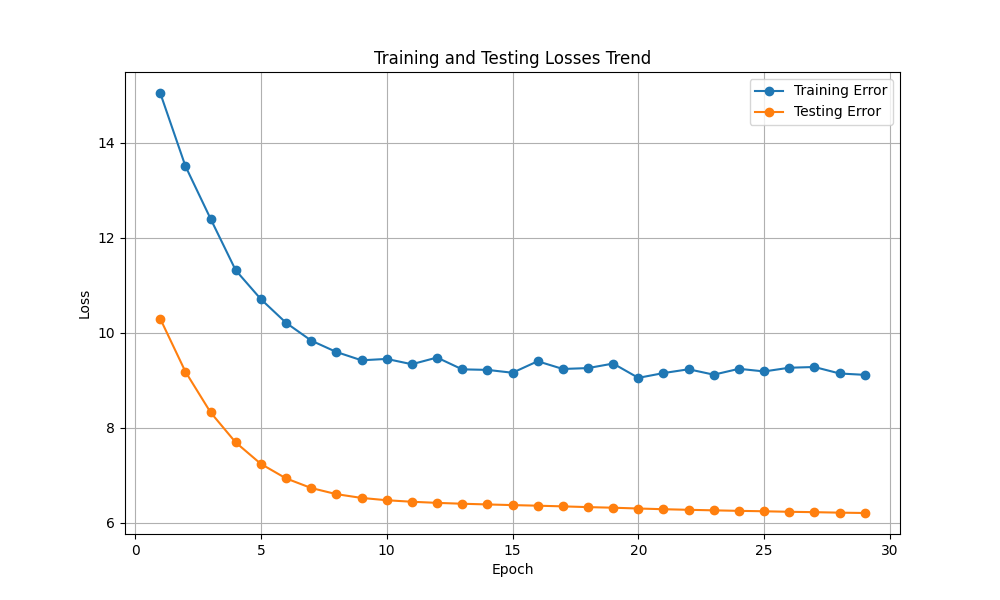 Training and Testing Losses Trend
Training Error
Testing Error
Loss
14
12
10
8
6
0 5 10 15 20 25 30
Epoch